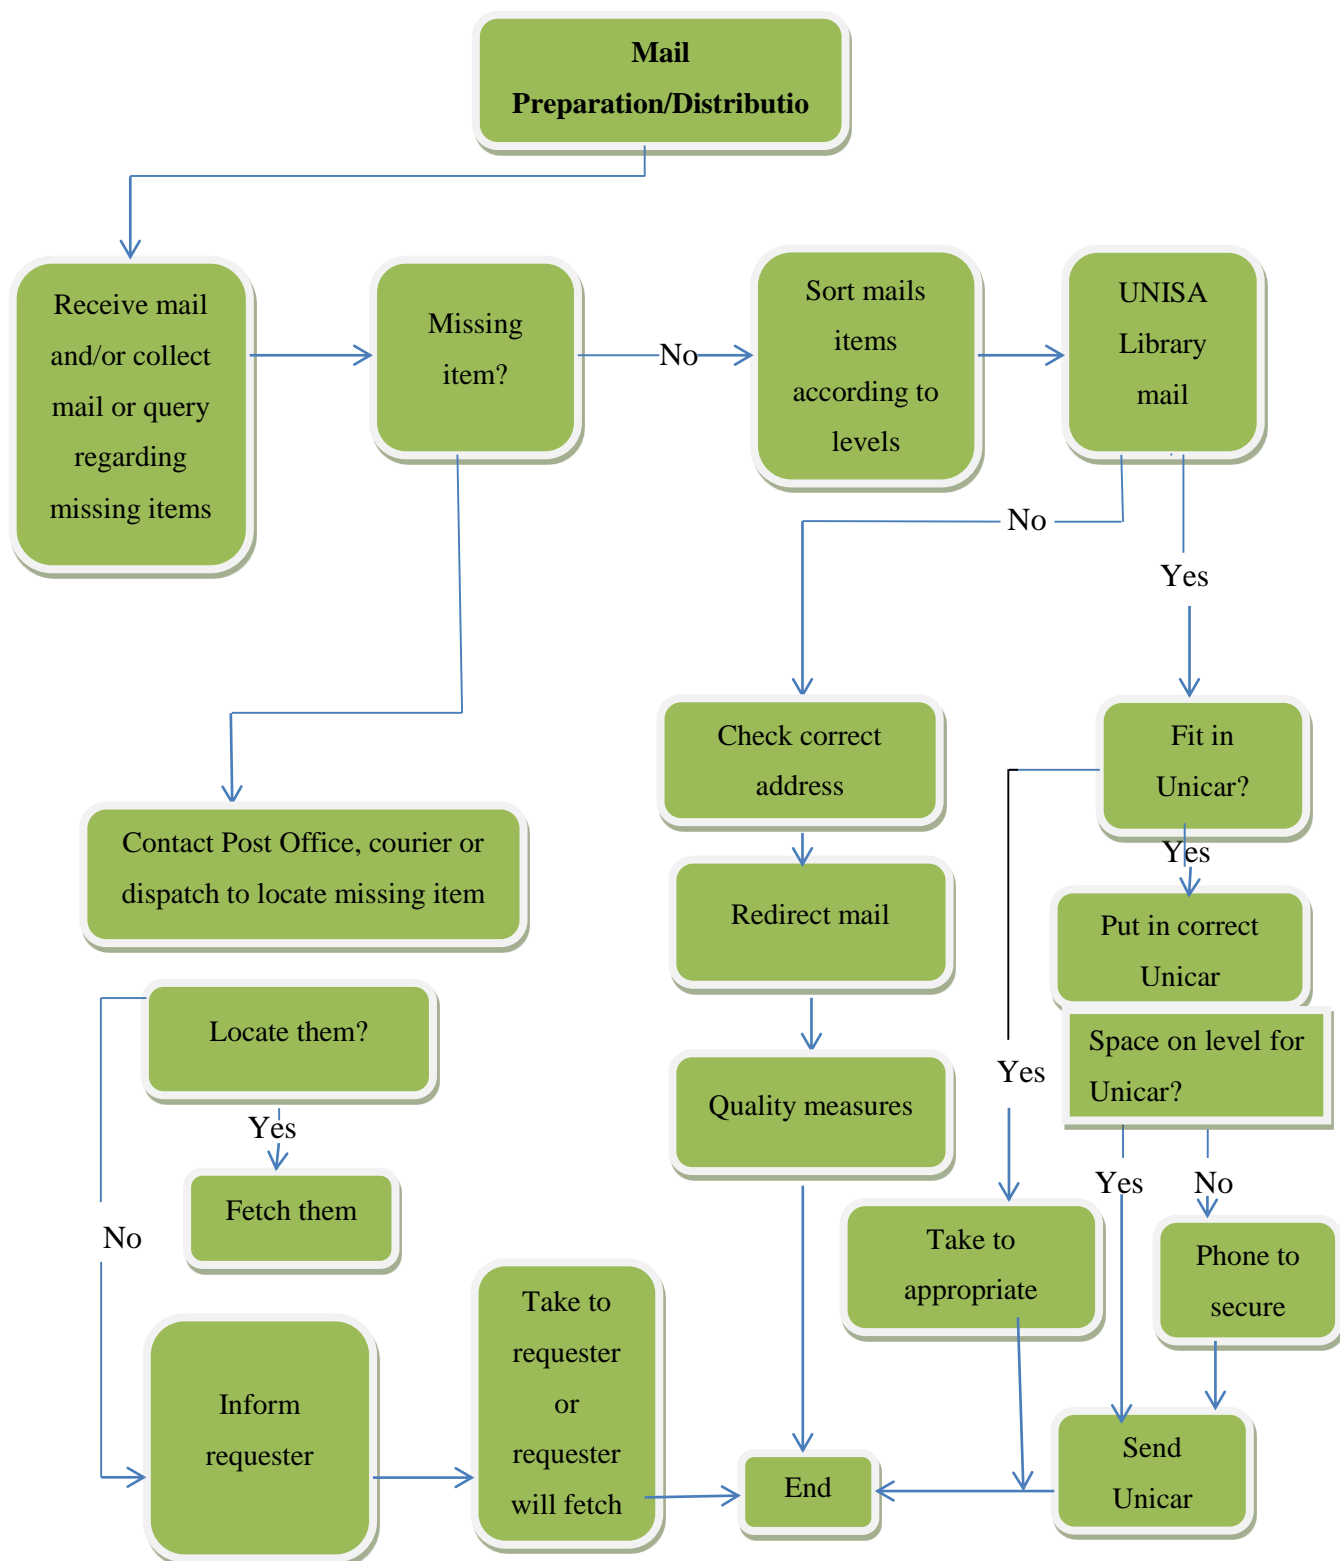 Mail
Preparation/Distributio
Receive mail
and/or collect
mail or query
regarding
missing items
Missing
item?
No
Sort mails
items
according to
levels
UNISA
Library
mail
No
Yes
Check correct
address
Fit in
Unicar?
Contact Post Office, courier or
dispatch to locate missing item
Yes
Redirect mail
Put in correct
Unicar
Locate them?
Space on level for
Unicar?
Yes
Quality measures
Yes
Yes
No
Fetch them
No
Take to
appropriate
Phone to
secure
Inform
requester
Take to
requester
or
requester
will fetch
End
Send
Unicar